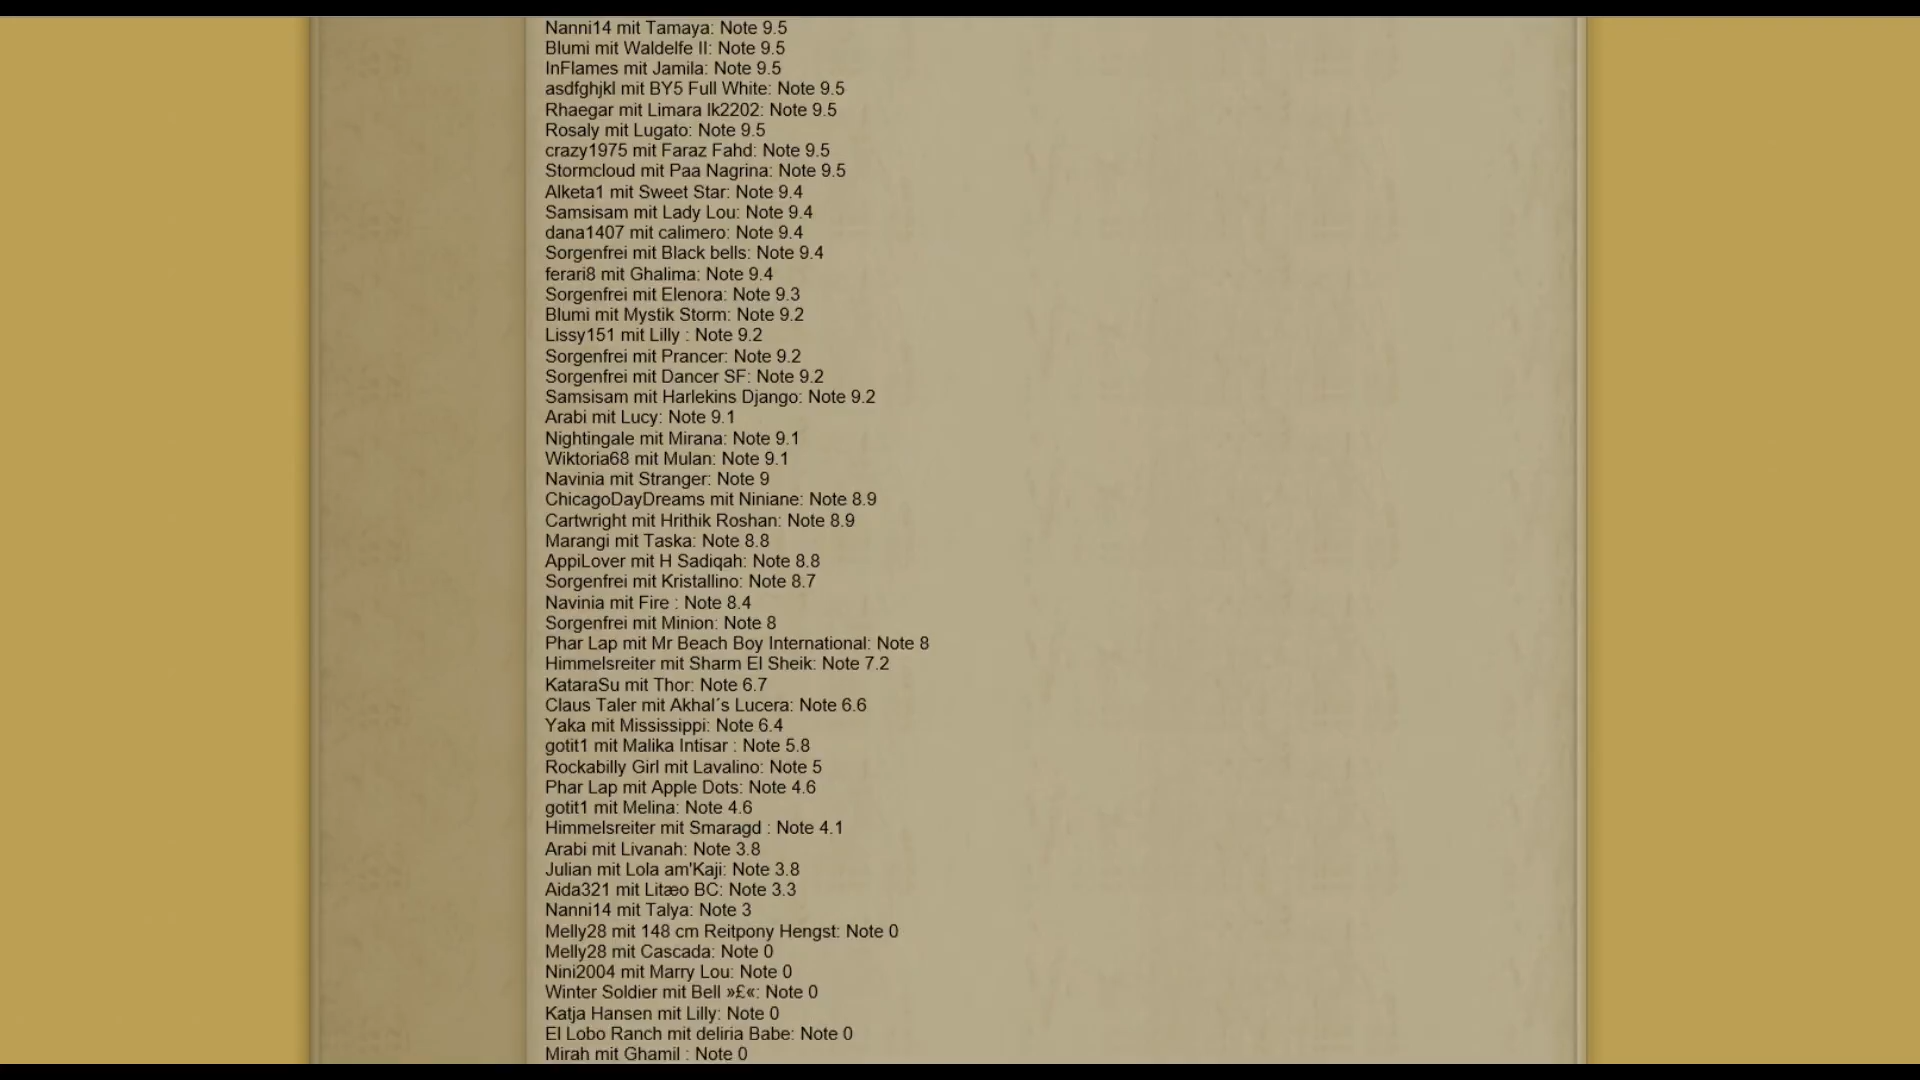 Nanni14 mit Tamaya: Note 9.5
Blumi mit Waldelfe II: Note 9.5
InFlames mit Jamila: Note 9.5
asdfghjkl mit BY5 Full White: Note 9.5
Rhaegar mit Limara lk2202: Note 9.5
Rosaly mit Lugato: Note 9.5
crazy1975 mit Faraz Fahd: Note 9.5
Stormcloud mit Paa Nagrina: Note 9.5
Alketa1 mit Sweet Star: Note 9.4
Samsisam mit Lady Lou: Note 9.4
dana1407 mit calimero: Note 9.4
Sorgenfrei mit Black bells: Note 9.4
ferari8 mit Ghalima: Note 9.4
Sorgenfrei mit Elenora: Note 9.3
Blumi mit Mystik Storm: Note 9.2
Lissy151 mit Lilly : Note 9.2
Sorgenfrei mit Prancer: Note 9.2
Sorgenfrei mit Dancer SF: Note 9.2
Samsisam mit Harlekins Django: Note 9.2
Arabi mit Lucy: Note 9.1
Nightingale mit Mirana: Note 9.1
Wiktoria68 mit Mulan: Note 9.1
Navinia mit Stranger: Note 9
ChicagoDayDreams mit Niniane: Note 8.9
Cartwright mit Hrithik Roshan: Note 8.9
Marangi mit Taska: Note 8.8
AppiLover mit H Sadiqah: Note 8.8
Sorgenfrei mit Kristallino: Note 8.7
Navinia mit Fire : Note 8.4
Sorgenfrei mit Minion: Note 8
Phar Lap mit Mr Beach Boy International: Note 8
Himmelsreiter mit Sharm El Sheik: Note 7.2
KataraSu mit Thor: Note 6.7
Claus Taler mit Akhal´s Lucera: Note 6.6
Yaka mit Mississippi: Note 6.4
gotit1 mit Malika Intisar : Note 5.8
Rockabilly Girl mit Lavalino: Note 5
Phar Lap mit Apple Dots: Note 4.6
gotit1 mit Melina: Note 4.6
Himmelsreiter mit Smaragd : Note 4.1
Arabi mit Livanah: Note 3.8
Julian mit Lola am'Kaji: Note 3.8
Aida321 mit Litæo BC: Note 3.3
Nanni14 mit Talya: Note 3
Melly28 mit 148 cm Reitpony Hengst: Note 0
Melly28 mit Cascada: Note 0
Nini2004 mit Marry Lou: Note 0
Winter Soldier mit Bell »£«: Note 0
Katja Hansen mit Lilly: Note 0
El Lobo Ranch mit deliria Babe: Note 0
Mirah mit Ghamil : Note 0